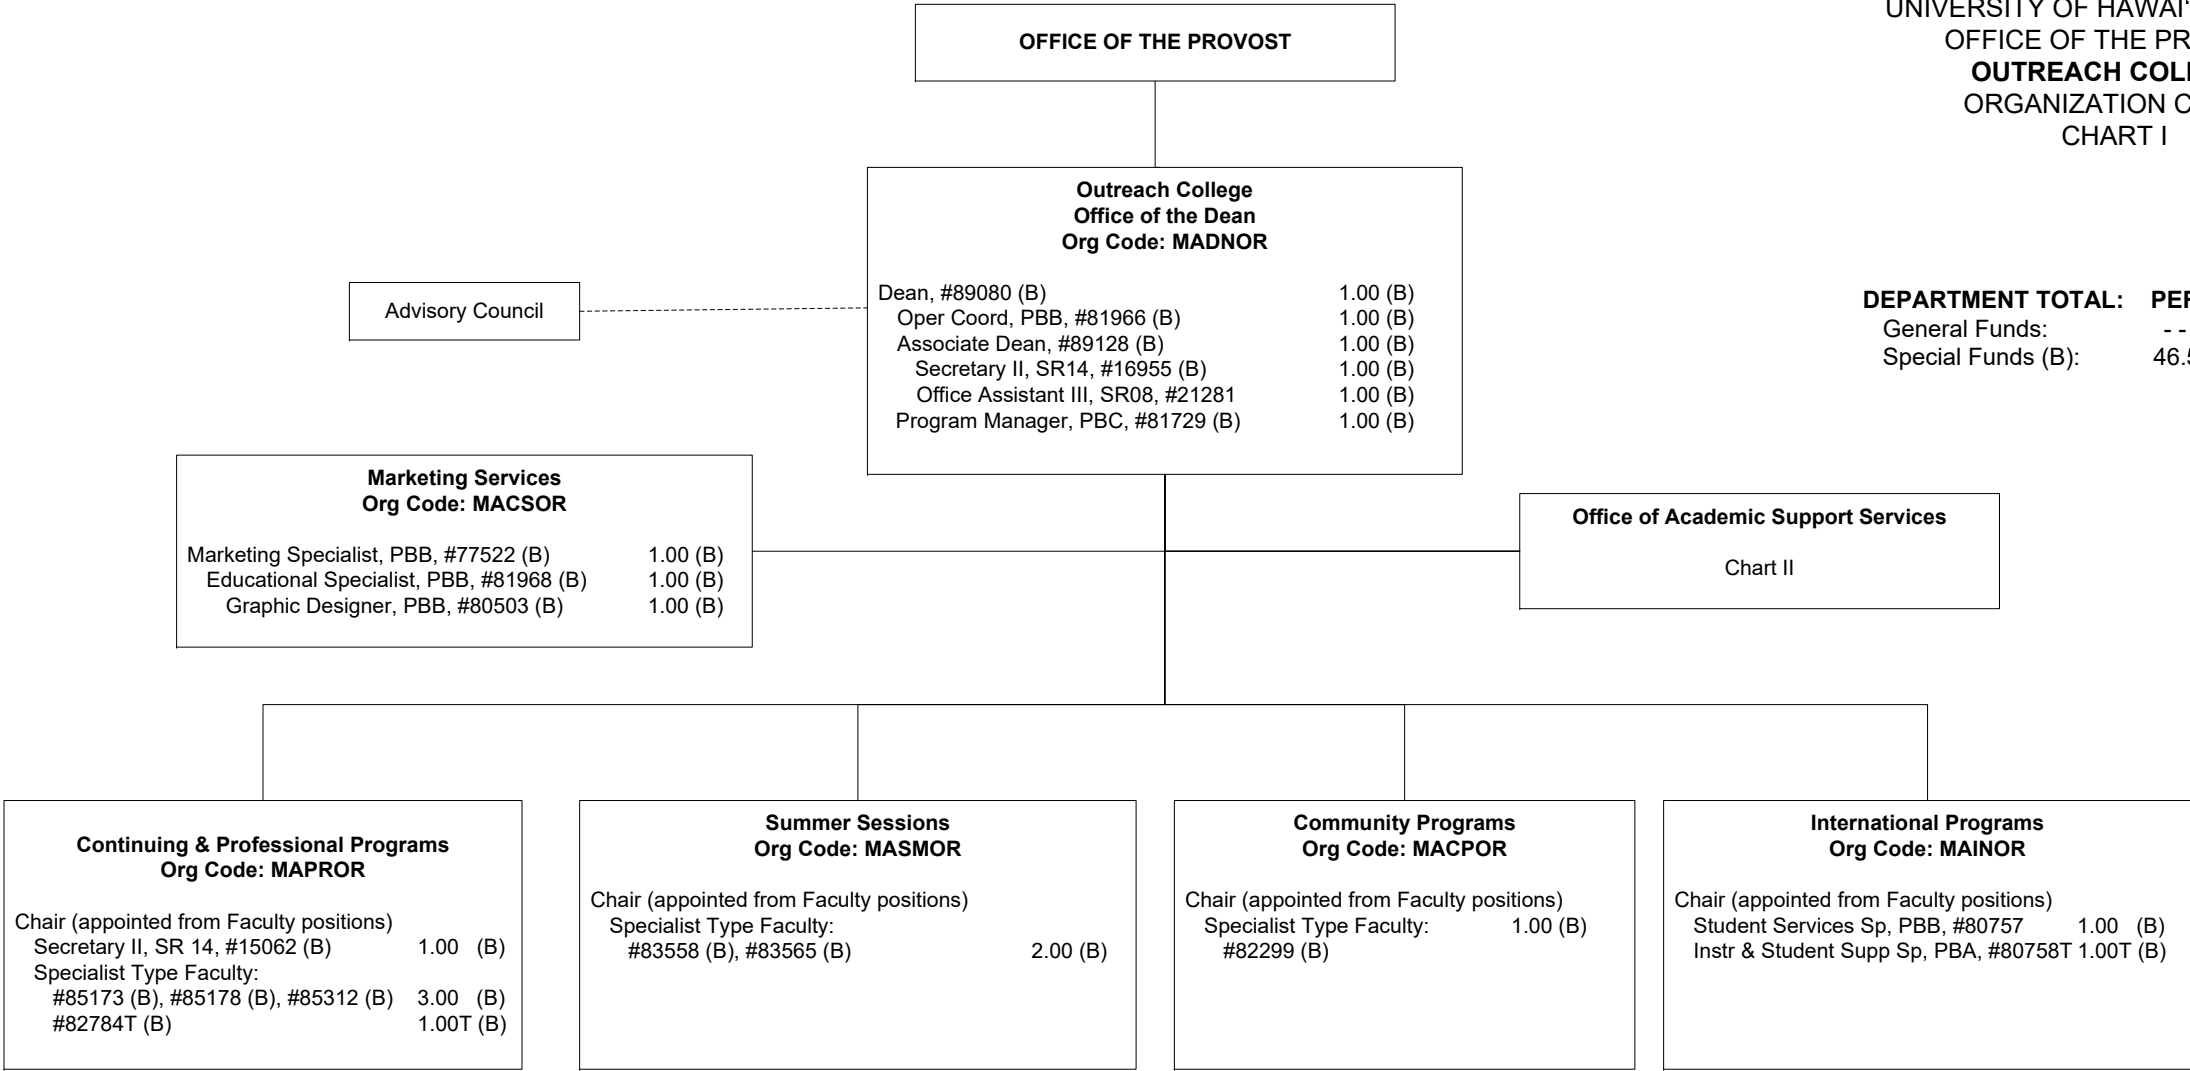 OFFICE OF THE PROVOST
UNIVERSITY OF
OFFICE OF THE
OUTREACH
ORGANIZATION
CHART I
Outreach College
Office of the Dean
Org Code: MADNOR
Dean, #89080 (B) 1.00 (B)
Oper Coord, PBB, #81966 (B) 1.00 (B)
Associate Dean, #89128 (B) 1.00 (B)
Secretary II, SR14, #16955 (B) 1.00 (B)
Office Assistant III, SR08, #21281 1.00 (B)
Program Manager, PBC, #81729 (B) 1.00 (B)
Advisory Council
DEPARTMENT TOTAL:
General Funds: - -
Special Funds (B):
Marketing Services
Org Code: MACSOR
Marketing Specialist, PBB, #77522 (B) 1.00 (B)
Educational Specialist, PBB, #81968 (B) 1.00 (B)
Graphic Designer, PBB, #80503 (B) 1.00 (B)
Office of Academic Support Services
Chart II
Continuing & Professional Programs
Org Code: MAPROR
Chair (appointed from Faculty positions)
Secretary II, SR 14, #15062 (B) 1.00 (B)
Specialist Type Faculty:
#85173 (B), #85178 (B), #85312 (B) 3.00 (B)
#82784T (B) 1.00T (B)
Summer Sessions
Org Code: MASMOR
Chair (appointed from Faculty positions)
Specialist Type Faculty:
#83558 (B), #83565 (B) 2.00 (B)
Community Programs
Org Code: MACPOR
Chair (appointed from Faculty positions)
Specialist Type Faculty: 1.00 (B)
#82299 (B)
International Programs
Org Code: MAINOR
Chair (appointed from Faculty positions)
Student Services Sp, PBB, #80757 1.00 (B)
Instr & Student Supp Sp, PBA, #80758T 1.00T (B)